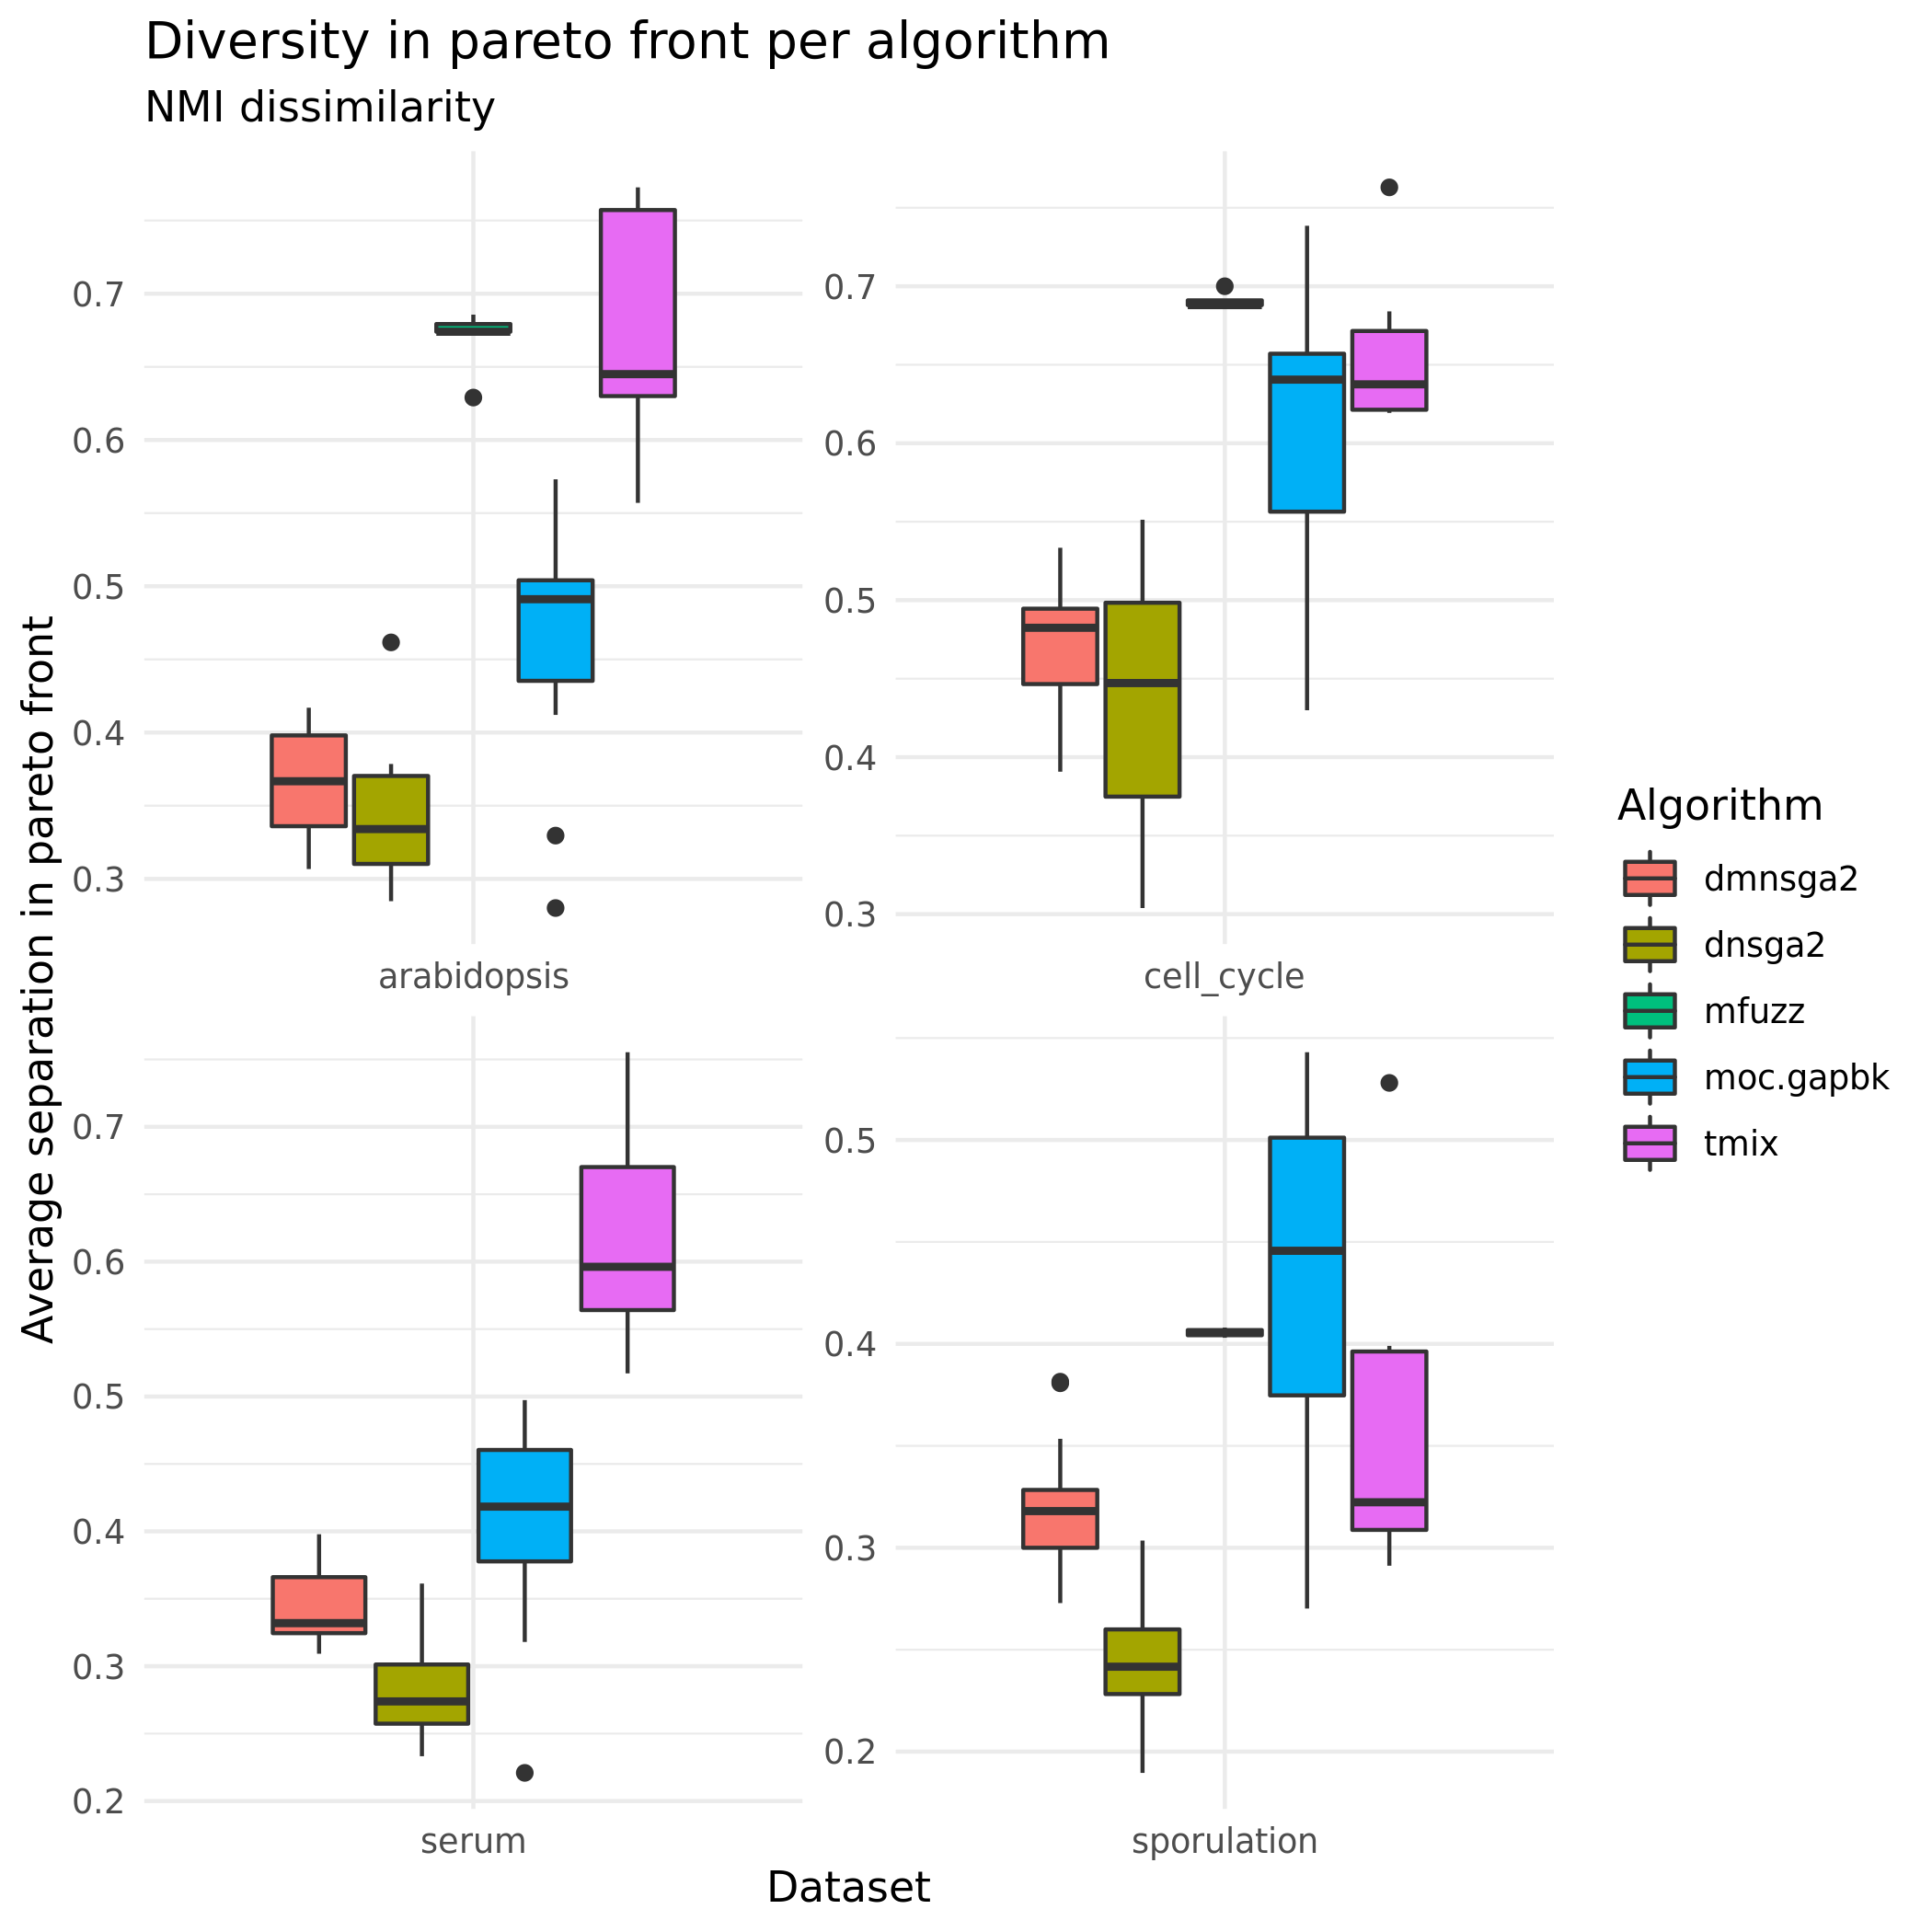 Diversity in pareto front per algorithm
NMI dissimilarity
Average separation in pareto front
0.7
0.6
0.5
0.4
0.3
arabidopsis
0.7
0.6
0.5
0.4
0.3
cell_cycle
0.7
0.6
0.5
0.4
0.3
0.2
serum
0.5
0.4
0.3
0.2
sporulation
Dataset
Algorithm
dmnsga2
dnsga2
mfuzz
moc.gapbk
tmix